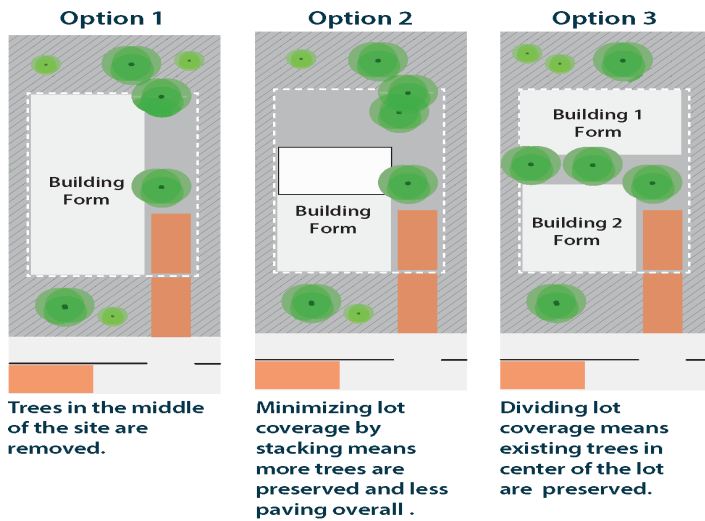 Option 1
Building
Form
Trees in the middle
of the site are
removed.
Option 2
Building
Form
Minimizing lot
coverage by
stacking means
more trees are
preserved and less
paving overall .
Option 3
Building 1
Form
Building 2
Form
Dividing lot
coverage means
existing trees in
center of the lot
are preserved.